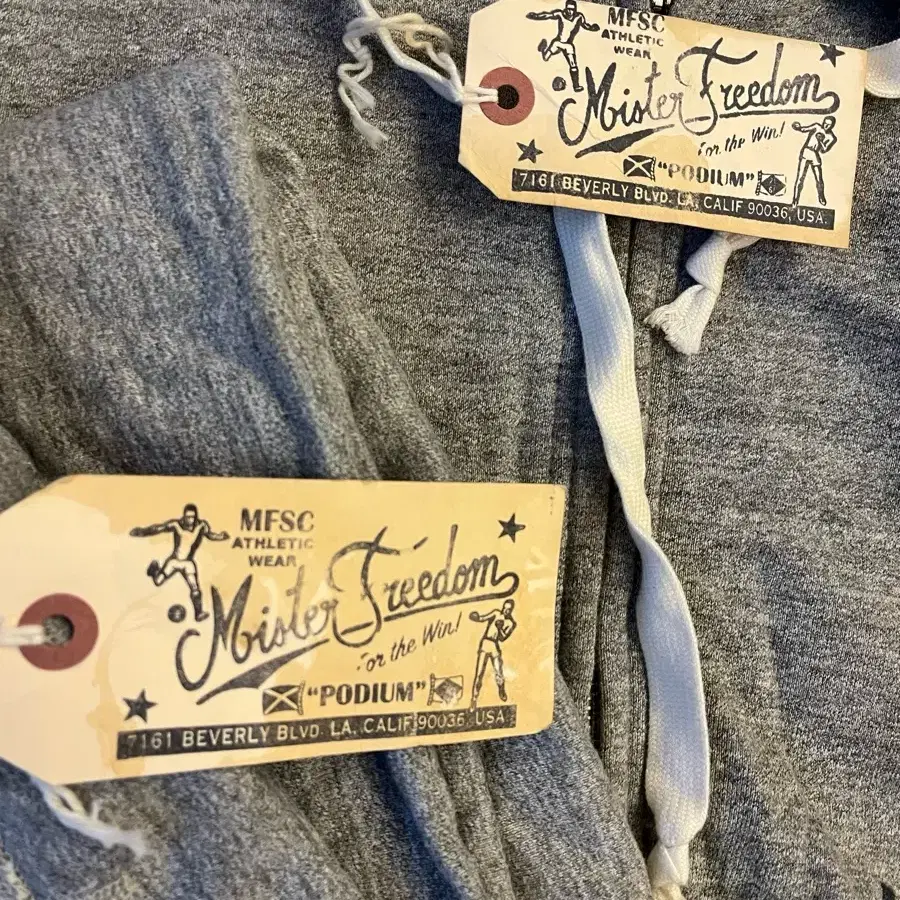 MFSC
ATHLETIC
WEAR
Mister Freedom
For the Win!
"PODIUM"
7161 BEVERLY BLVD. LA. CALIF 90036, USA.
MFSC
ATHLETIC
WEAR
Mister Freedom
For the Win!
"PODIUM"
7161 BEVERLY BLVD. LA. CALIF 90036, USA.